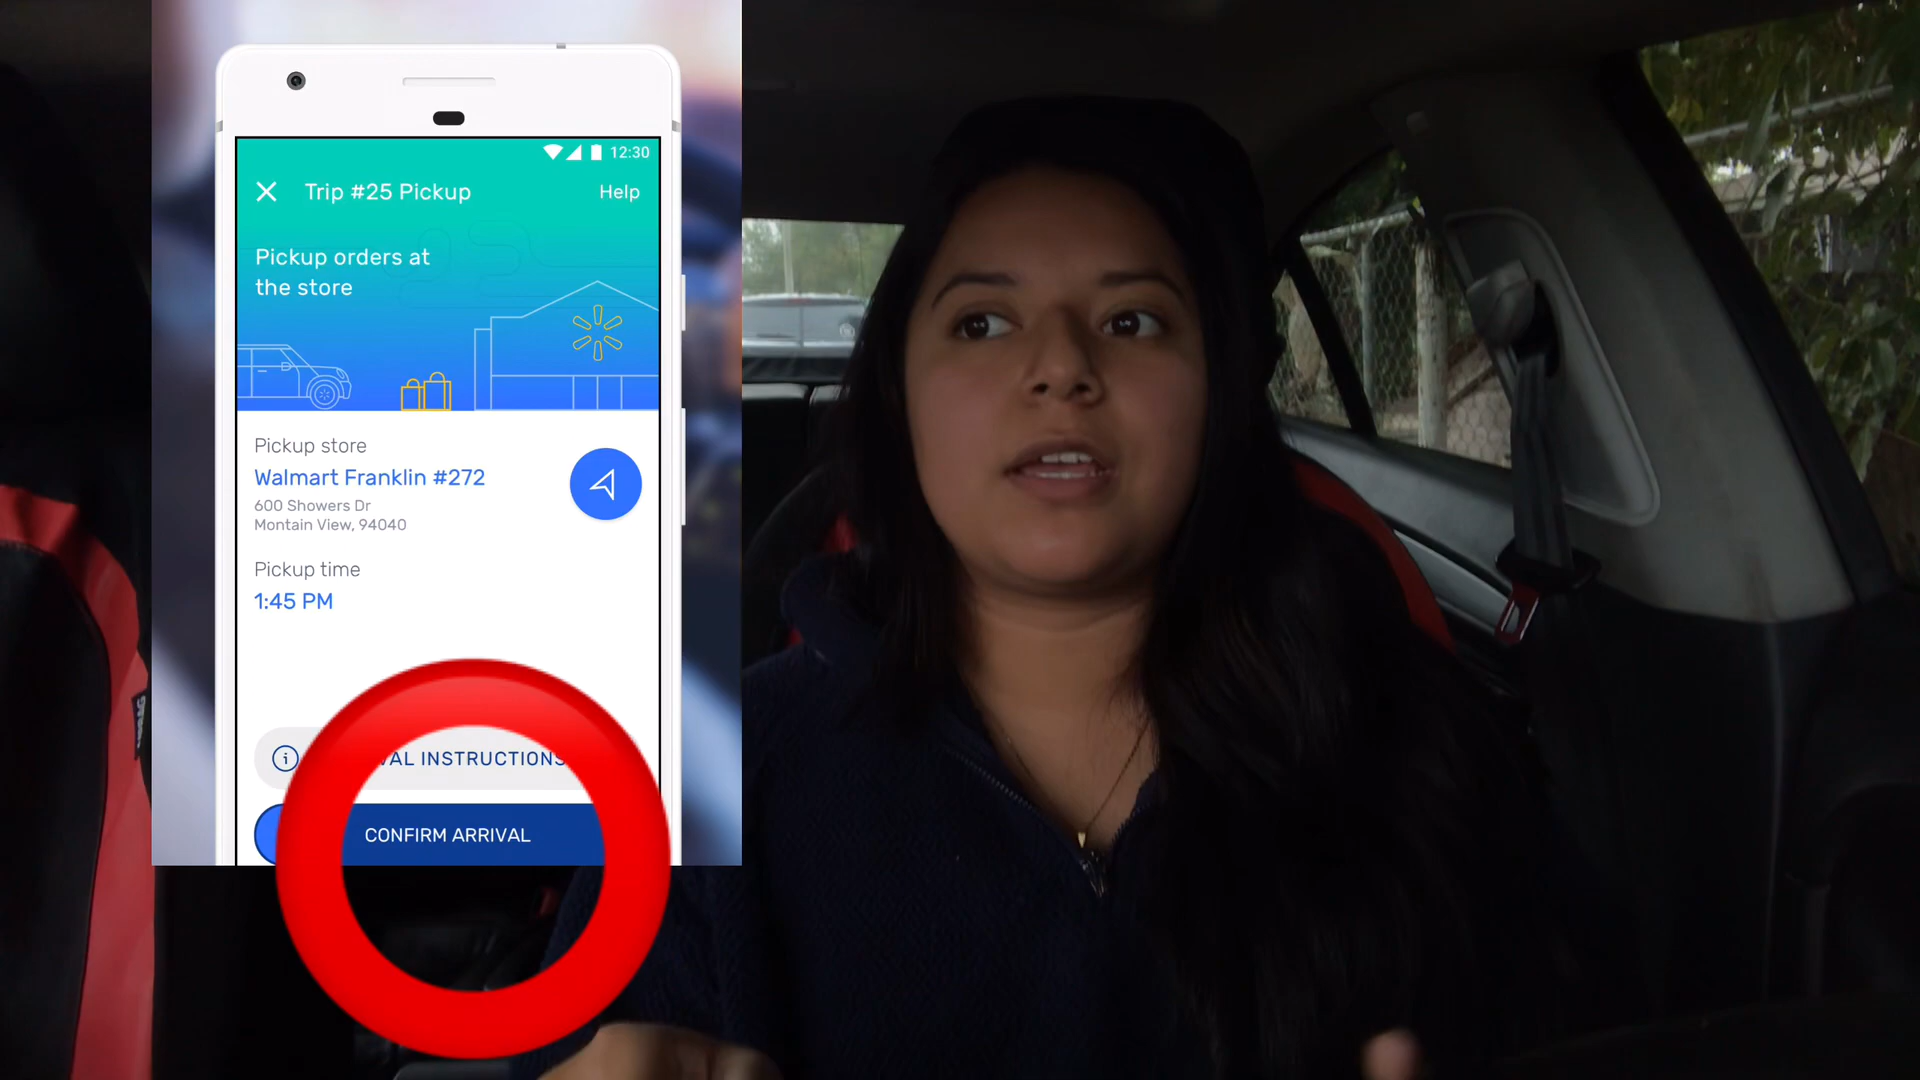 12:30
Trip #25 Pickup
Help
Pickup orders at
the store
Pickup store
Walmart Franklin #272
600 Showers Dr
Montain View, 94040
Pickup time
1:45 PM
INSTRUCTIONS
CONFIRM ARRIVAL